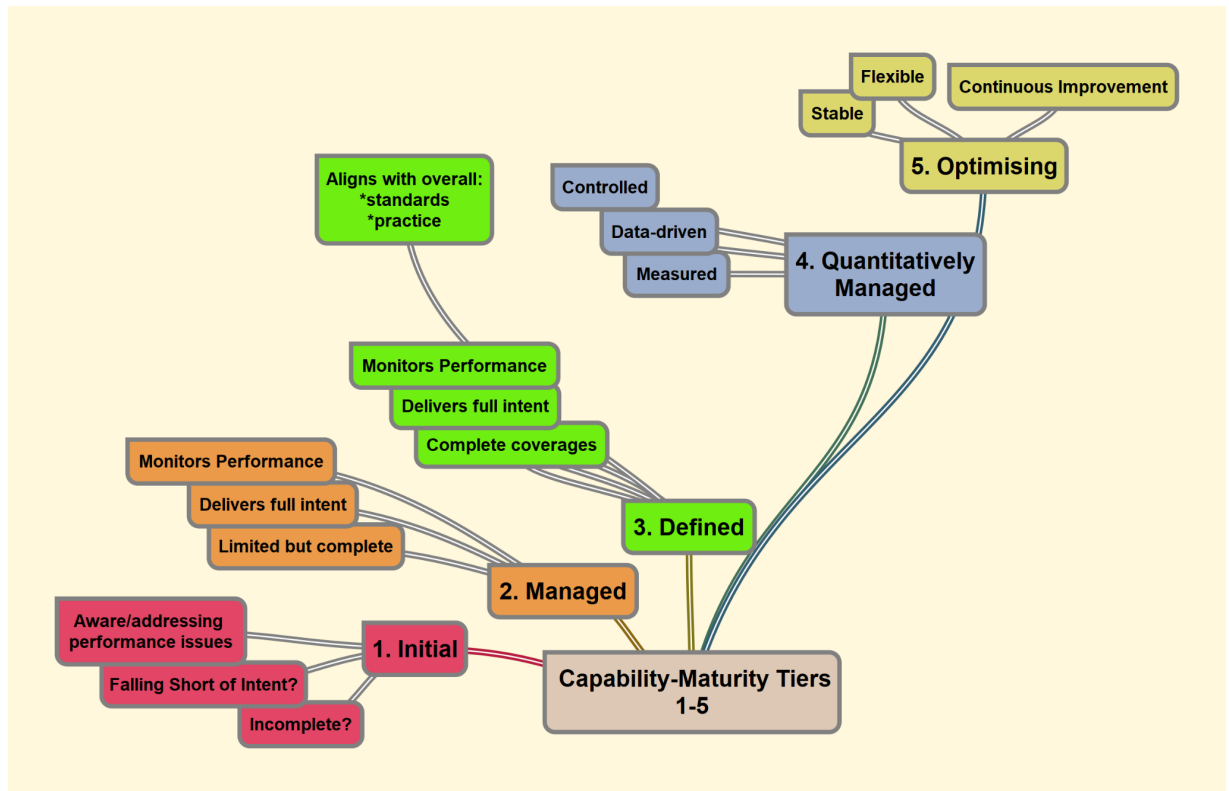 Flexible
Continuous Improvement
Stable
5. Optimising
Aligns with overall:
*standards
*practice
Controlled
Data-driven
Measured
4. Quantitatively
Managed
Monitors Performance
Delivers full intent
Complete coverages
3. Defined
Monitors Performance
Delivers full intent
Limited but complete
2. Managed
Aware/addressing
performance issues
Falling Short of Intent?
Incomplete?
1. Initial
Capability-Maturity Tiers
1-5